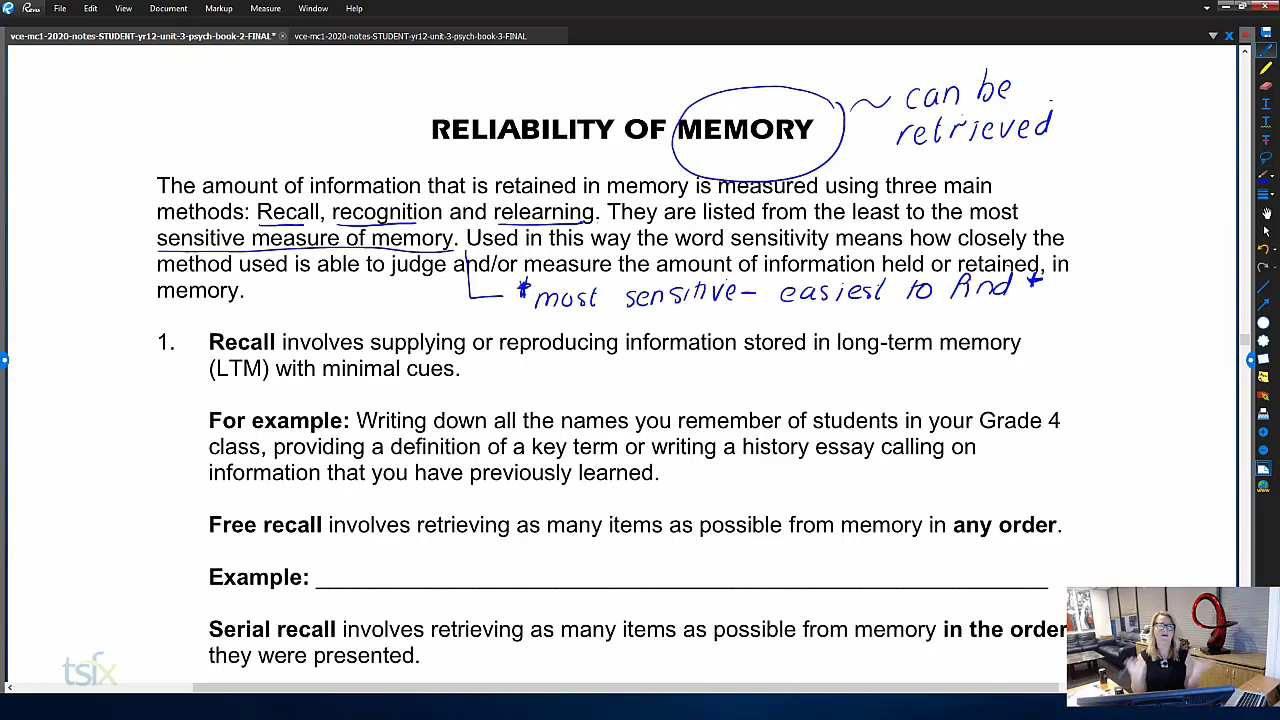 File Edit View Document Markup Measure Window Help
vce-mc1-2020-notes-STUDENT-yr12-unit-3-psych-book-2-FINAL* vce-mc1-2020-notes-STUDENT-yr12-unit-3-psych-book-3-FINAL
can be
RELIABILITY OF MEMORY
retrieved
The amount of information that is retained in memory is measured using three main
methods: Recall, recognition and relearning. They are listed from the least to the most
sensitive measure of memory. Used in this way the word sensitivity means how closely the
method used is able to judge and/or measure the amount of information held or retained, in
memory.
*most sensitive - easiest to find*
1. Recall involves supplying or reproducing information stored in long-term memory
(LTM) with minimal cues.
For example: Writing down all the names you remember of students in your Grade 4
class, providing a definition of a key term or writing a history essay calling on
information that you have previously learned.
Free recall involves retrieving as many items as possible from memory in any order.
Example:
Serial recall involves retrieving as many items as possible from memory in the order
they were presented.
tsfx